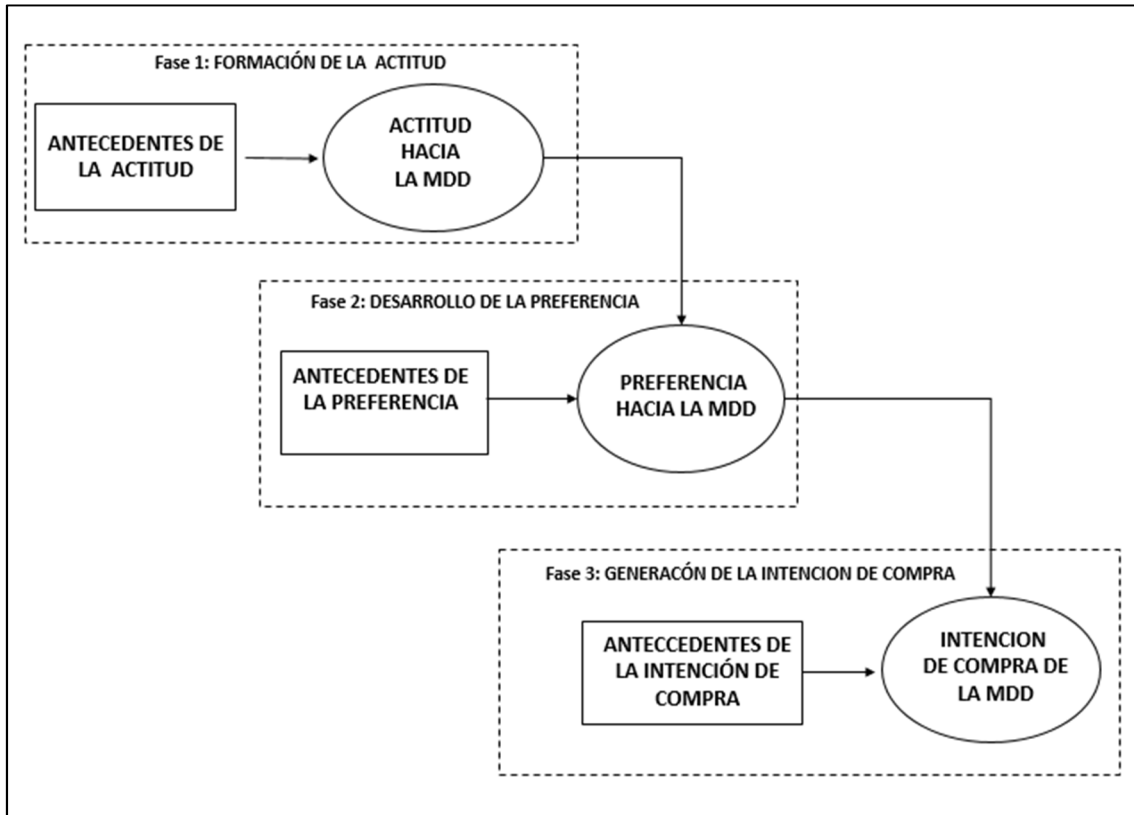 Fase 1: FORMACIÓN DE LA ACTITUD
ANTECEDENTES DE
LA ACTITUD
ACTITUD
HACIA
LA MDD
Fase 2: DESARROLLO DE LA PREFERENCIA
ANTECEDENTES DE
LA PREFERENCIA
PREFERENCIA
HACIA LA MDD
Fase 3: GENERACÓN DE LA INTENCION DE COMPRA
ANTECCEDENTES DE
LA INTENCIÓN DE
COMPRA
INTENCION
DE COMPRA DE
LA MDD